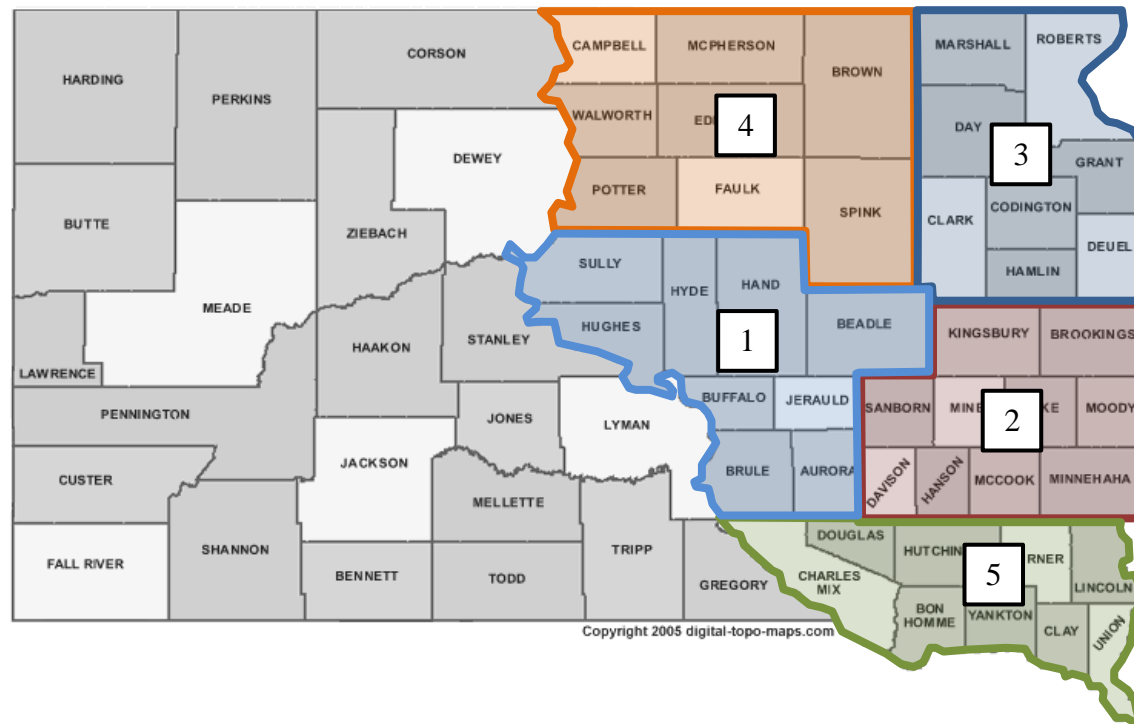 HARDING
PERKINS
CORSON
CAMPBELL
MCPHERSON
BROWN
MARSHALL
ROBERTS
WALWORTH
4
DAY
3
GRANT
DEWEY
BUTTE
ZIEBACH
POTTER
FAULK
SPINK
CLARK
CODINGTON
DEUEL
HAMLIN
MEADE
SULLY
HYDE
HAND
HUGHES
1
BEADLE
KINGSBURY
BROOKINGS
LAWRENCE
HAAKON
STANLEY
PENNINGTON
JONES
LYMAN
BUFFALO
JERAULD
SANBORN
2
MOODY
CUSTER
JACKSON
MELLETTE
BRULE
AURORA
DAVISON
HANSON
MCCOOK
MINNEHAHA
FALL RIVER
SHANNON
BENNETT
TODD
TRIPP
GREGORY
DOUGLAS
CHARLES
MIX
5
LINCOLN
BON
HOMME
YANKTON
CLAY
UNION
Copyright 2005 digital-topo-maps.com